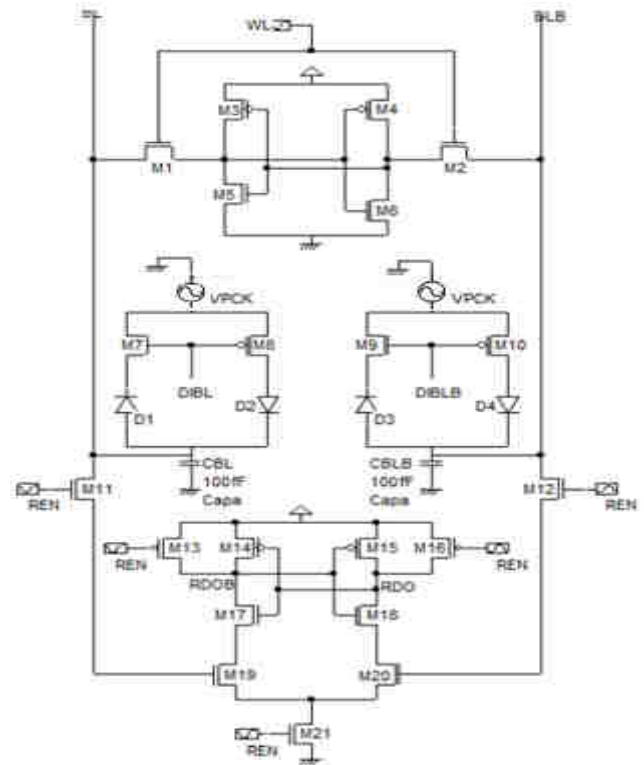 BLB
WL
M3
M4
M1
M2
M5
M6
VPCK
VPCK
M7
M8
M9
M10
DIBL
DIBLB
D1
D2
D3
D4
CBL
100fF
Capa
CBLB
100fF
Capa
M11
M12
REN
REN
M13
M14
M15
M16
REN
REN
RDOB
RDO
M17
M18
M19
M20
M21
REN